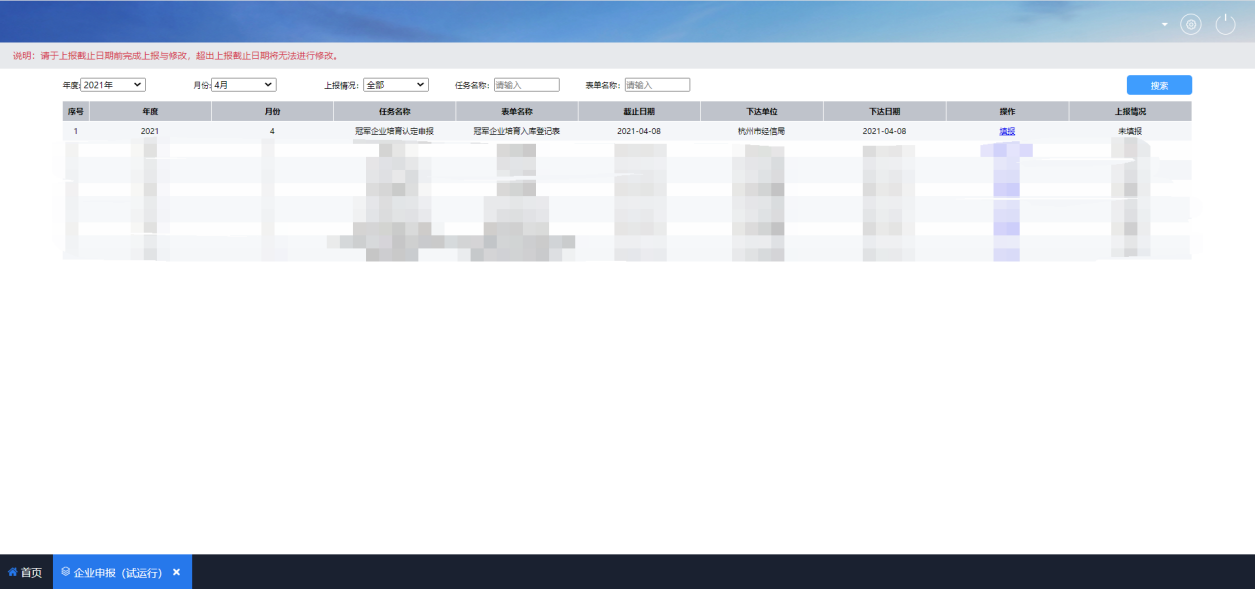 说明：请于上报截止日期前完成上报与修改，超出上报截止日期将无法进行修改。
年度: 2021年 月份: 4月 上报情况: 全部 任务名称: 请输入 表单名称: 请输入 搜索
序号 年度 月份 任务名称 表单名称 截止日期 下达单位 下达日期 操作 上报情况
1 2021 4 冠军企业培育认定申报 冠军企业培育入库登记表 2021-04-08 杭州市经信局 2021-04-08 填报 未填报
首页 企业申报（试运行） ×